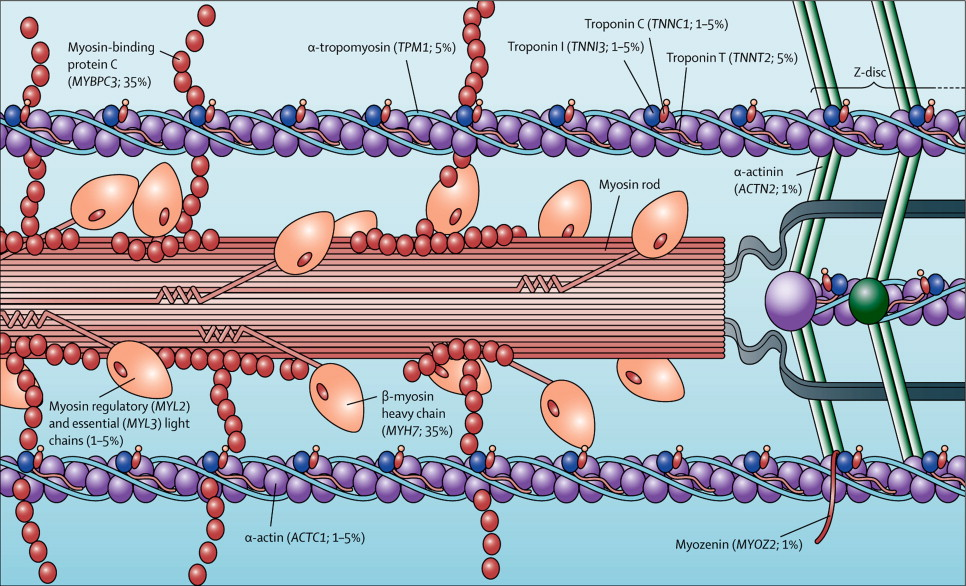 Myosin-binding
protein C
(MYBPC3; 35%)
α-tropomyosin (TPM1; 5%)
Troponin C (TNNC1; 1–5%)
Troponin I (TNNI3; 1–5%)
Troponin T (TNNT2; 5%)
Z-disc
α-actinin
(ACTN2; 1%)
Myosin rod
Myosin regulatory (MYL2)
and essential (MYL3) light
chains (1–5%)
β-myosin
heavy chain
(MYH7; 35%)
α-actin (ACTC1; 1–5%)
Myozenin (MYOZ2; 1%)